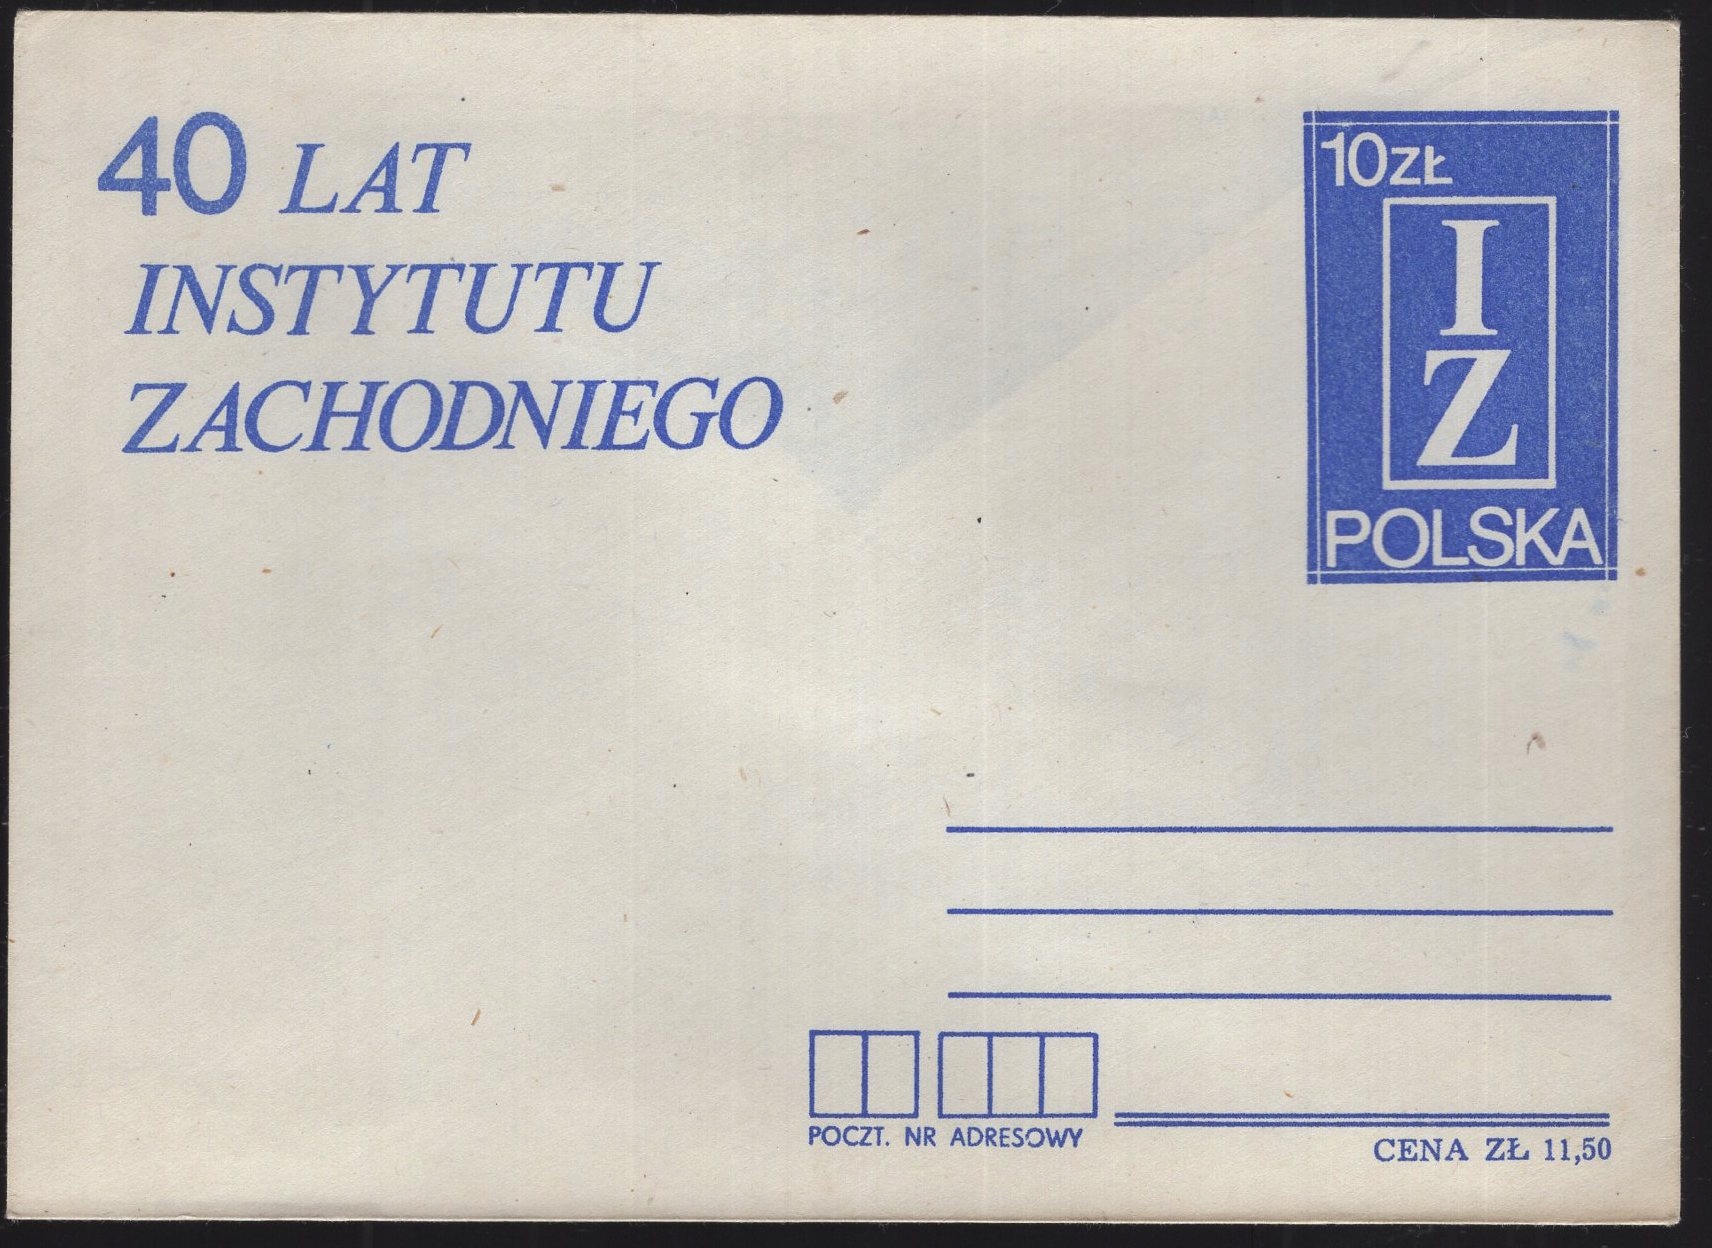 40 LAT
INSTYTUTU
ZACHODNIEGO
10ZŁ
I
Z
POLSKA
POCZT. NR ADRESOWY
CENA ZŁ 11,50